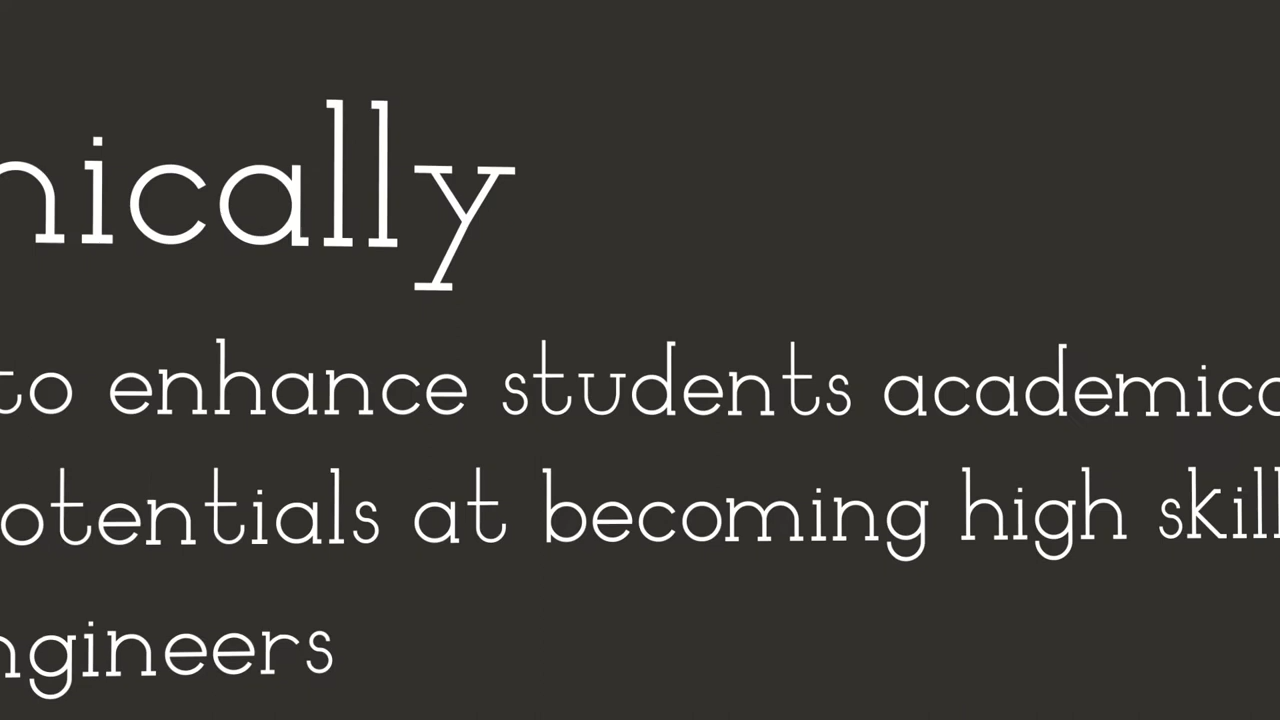 nically
to enhance students academica
otentials at becoming high skill
ngineers